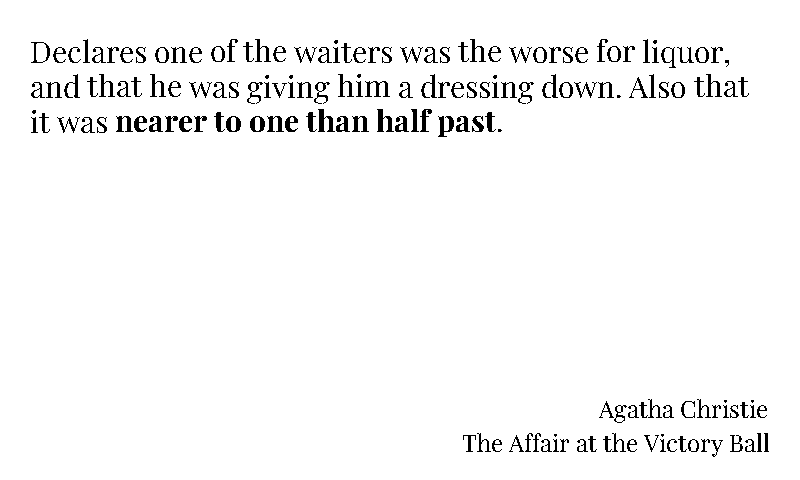 Declares one of the waiters was the worse for liquor,
and that he was giving him a dressing down. Also that
it was nearer to one than half past.
Agatha Christie
The Affair at the Victory Ball